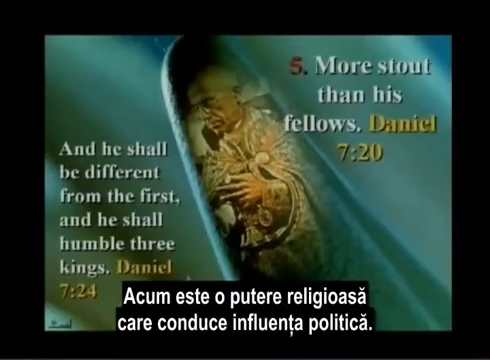 5. More stout
than his
fellows. Daniel
7:20
And he shall
be different
from the first,
and he shall
humble three
kings. Daniel
7:24
Acum este o putere religioasă
care conduce influența politică.